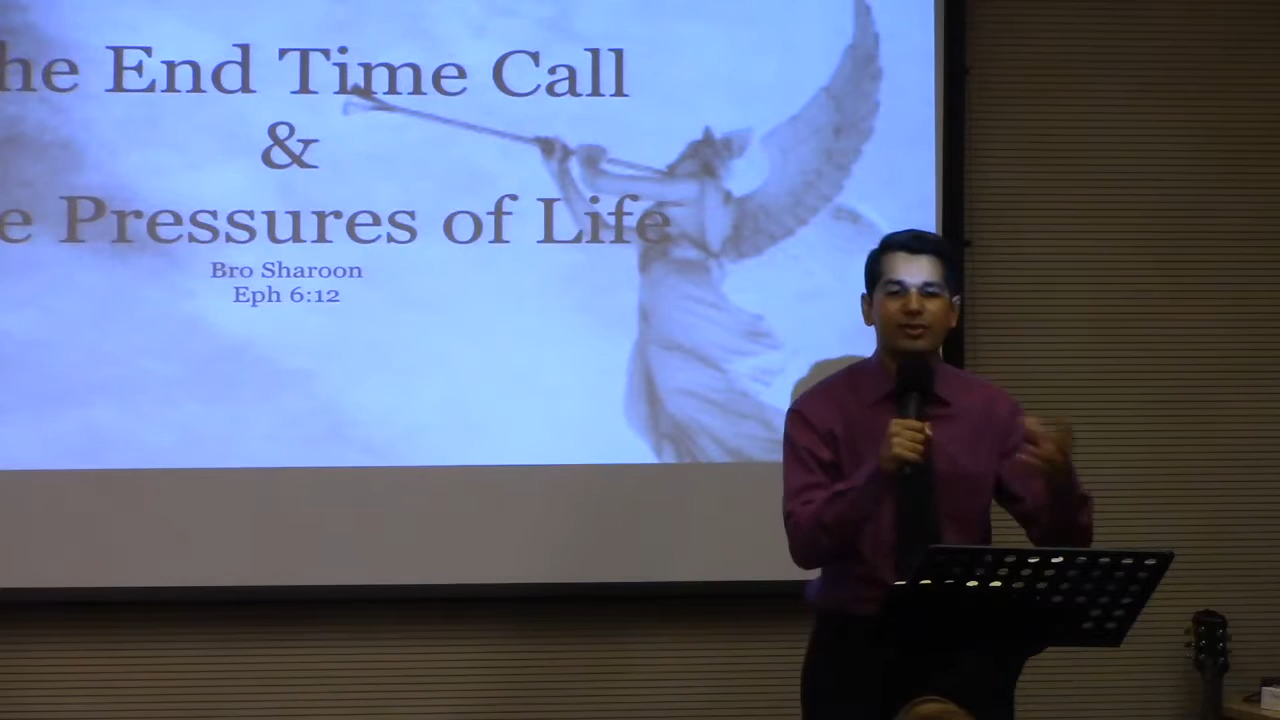 he End Time Call
&
e Pressures of Life
Bro Sharoon
Eph 6:12